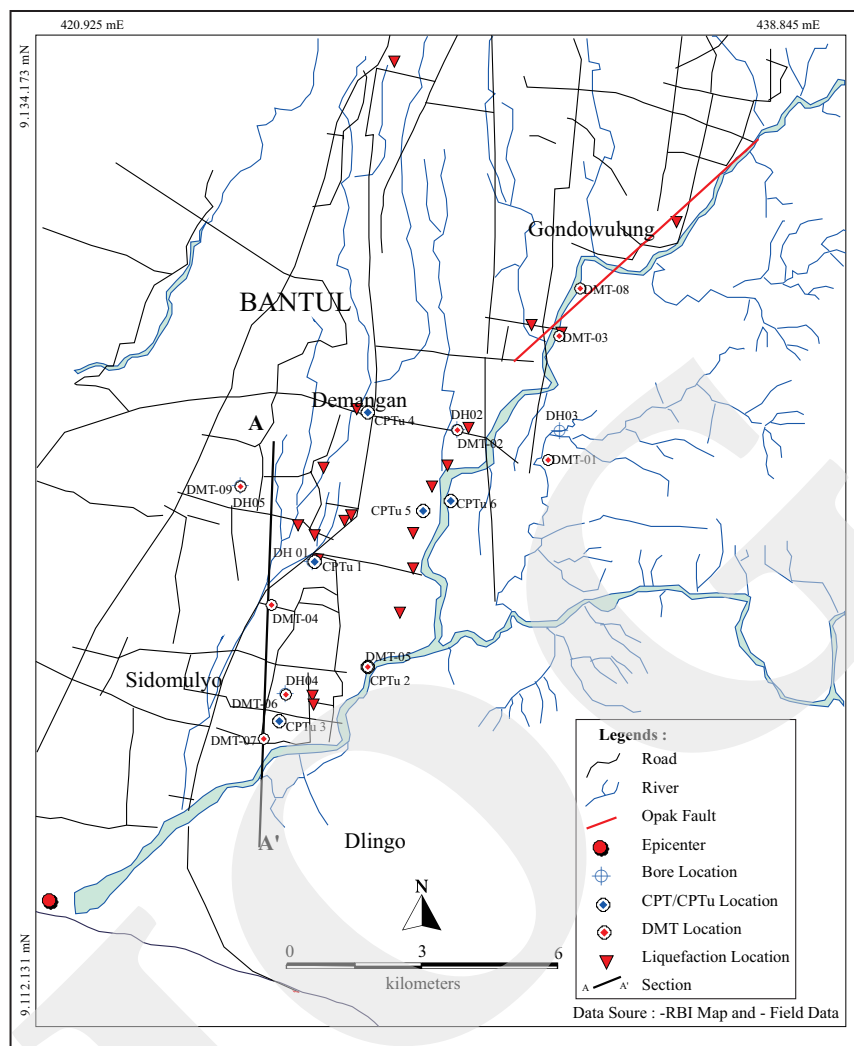 420.925 mE
438.845 mE
9.134.173 mN
Gondowulung
DMT-08
BANTUL
DMT-03
Demangan
CPTu 4
DH02
DMT-02
DH03
A
DMT-01
DMT-09
DH05
CPTu 5
CPTu 6
DH 01
CPTu 1
DMT-04
DMT-05
Sidomulyo
CPTu 2
DH04
DMT-06
CPTu 3
DMT-07
A'
Dlingo
N
0 3 6
kilometers
9.112.131 mN
Legends :
Road
River
Opak Fault
Epicenter
Bore Location
CPT/CPTu Location
DMT Location
Liquefaction Location
A A' Section
Data Soure : -RBI Map and - Field Data